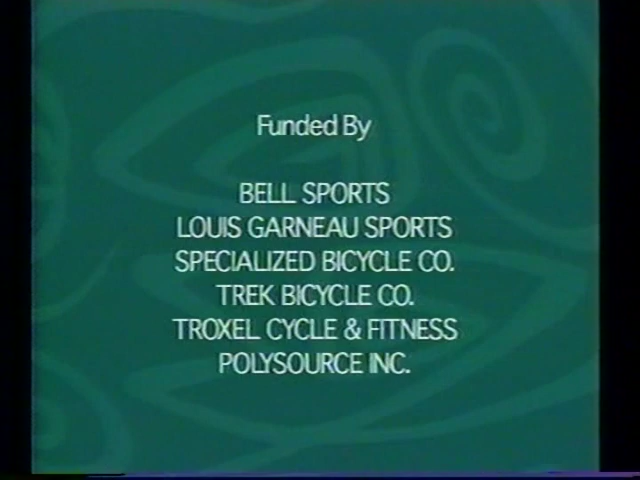 Funded By
BELL SPORTS
LOUIS GARNEAU SPORTS
SPECIALIZED BICYCLE CO.
TREK BICYCLE CO.
TROXEL CYCLE & FITNESS
POLYSOURCE INC.